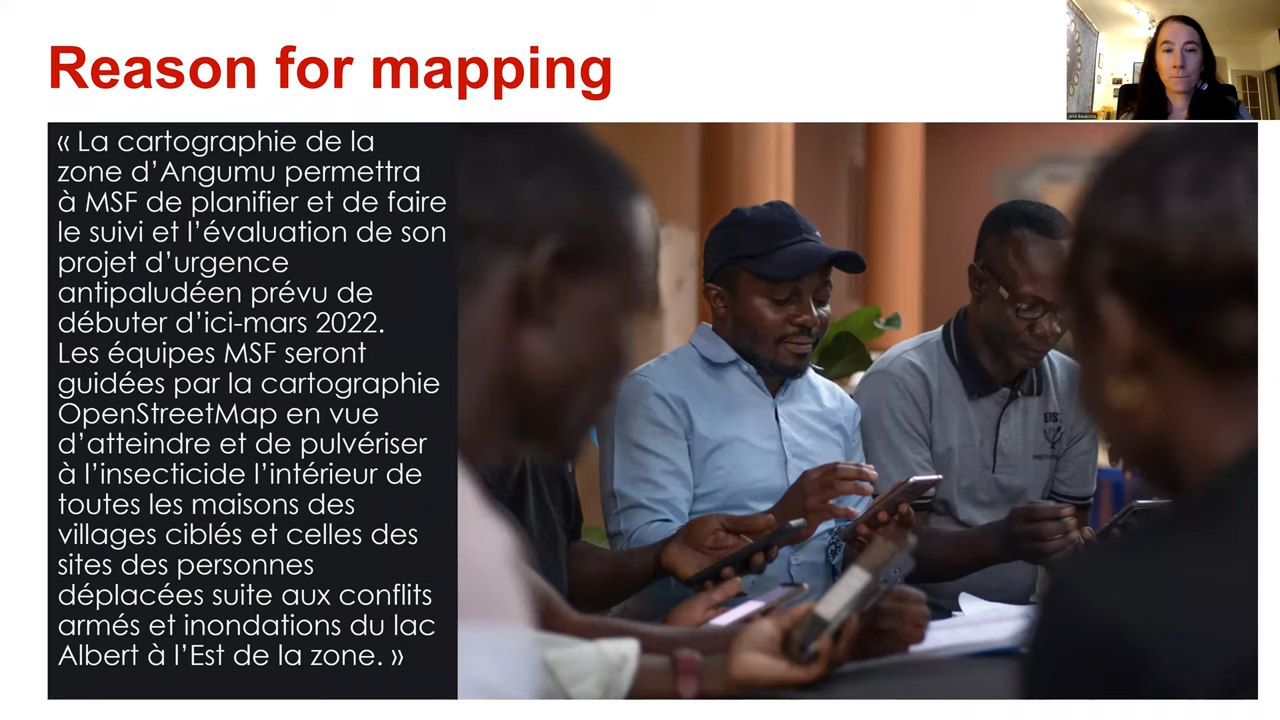 Reason for mapping
« La cartographie de la
zone d’Angumu permettra
à MSF de planifier et de faire
le suivi et l’évaluation de son
projet d’urgence
antipaludéen prévu de
débuter d’ici-mars 2022.
Les équipes MSF seront
guidées par la cartographie
OpenStreetMap en vue
d’atteindre et de pulvériser
à l’insecticide l’intérieur de
toutes les maisons des
villages ciblés et celles des
sites des personnes
déplacées suite aux conflits
armés et inondations du lac
Albert à l’Est de la zone. »